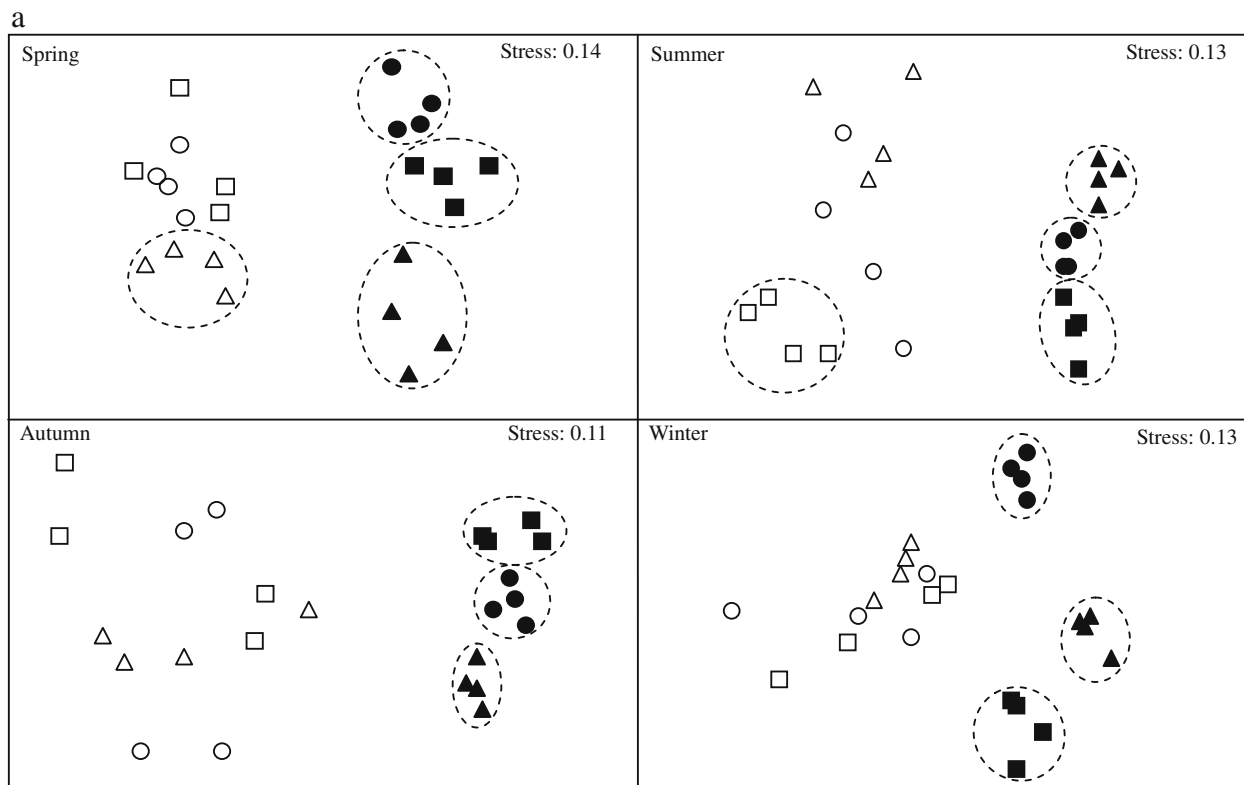 a
Spring
Stress: 0.14
Summer
Stress: 0.13
Autumn
Stress: 0.11
Winter
Stress: 0.13